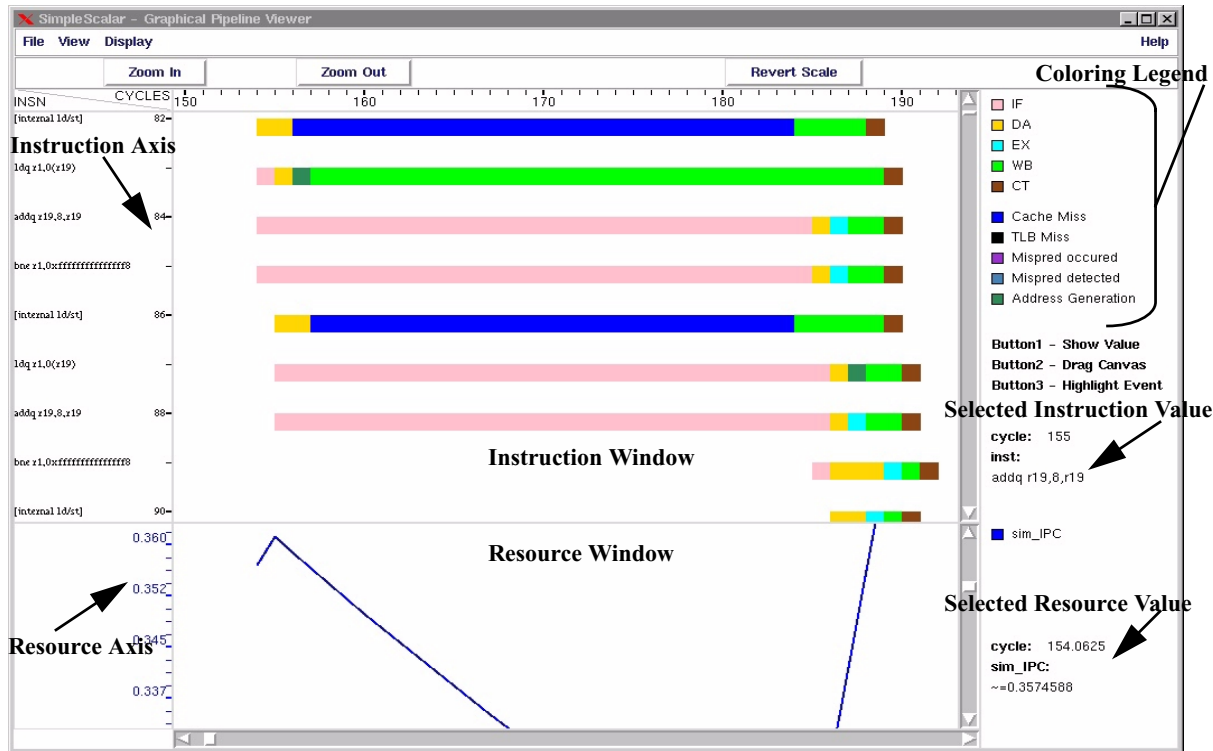 SimpleScalar - Graphical Pipeline Viewer
File View Display Help
Zoom In Zoom Out Revert Scale
Coloring Legend
INSN CYCLES 150 160 170 180 190
[internal ld/st] 82
Instruction Axis
ldq r1,0(r19)
addq r19,8,r19 84
bne r1,0xfffffffffffffff8
[internal ld/st] 86
ldq r1,0(r19)
addq r19,8,r19 88
bne r1,0xfffffffffffffff8
[internal ld/st] 90
Instruction Window
IF
DA
EX
WB
CT
Cache Miss
TLB Miss
Mispred occured
Mispred detected
Address Generation
Button1 - Show Value
Button2 - Drag Canvas
Button3 - Highlight Event
Selected Instruction Value
cycle: 155
inst:
addq r19,8,r19
Resource Window
0.360
0.352
0.345
0.337
Resource Axis
sim_IPC
Selected Resource Value
cycle: 154.0625
sim_IPC:
~=0.3574588